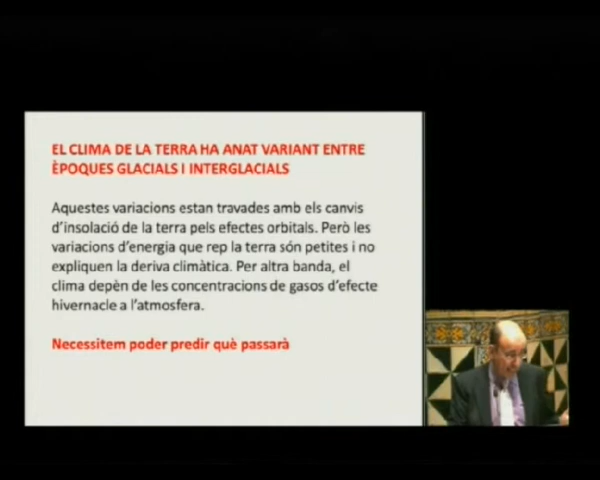 EL CLIMA DE LA TERRA HA ANAT VARIANT ENTRE
ÈPOQUES GLACIALS I INTERGLACIALS
Aquestes variacions estan travades amb els canvis
d'insolació de la terra pels efectes orbitals. Però les
variacions d'energia que rep la terra són petites i no
expliquen la deriva climàtica. Per altra banda, el
clima depèn de les concentracions de gasos d'efecte
hivernacle a l'atmosfera.
Necessitem poder predir què passarà